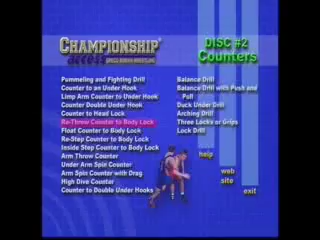 CHAMPIONSHIP
access
GRECO ROMAN WRESTLING
DISC #2
Counters
Pummeling and Fighting Drill
Counter to an Under Hook
Limp Arm Counter to Under Hook
Counter Double Under Hook
Counter to Head Lock
Re-Throw Counter to Body Lock
Float Counter to Body Lock
Re-Step Counter to Body Lock
Inside Step Counter to Body Lock
Arm Throw Counter
Under Arm Spin Counter
Arm Spin Counter with Drag
High Dive Counter
Counter to Double Under Hooks
Balance Drill
Balance Drill with Push and
Pull
Duck Under Drill
Arching Drill
Three Locks or Grips
Lock Drill
help
web
site
exit